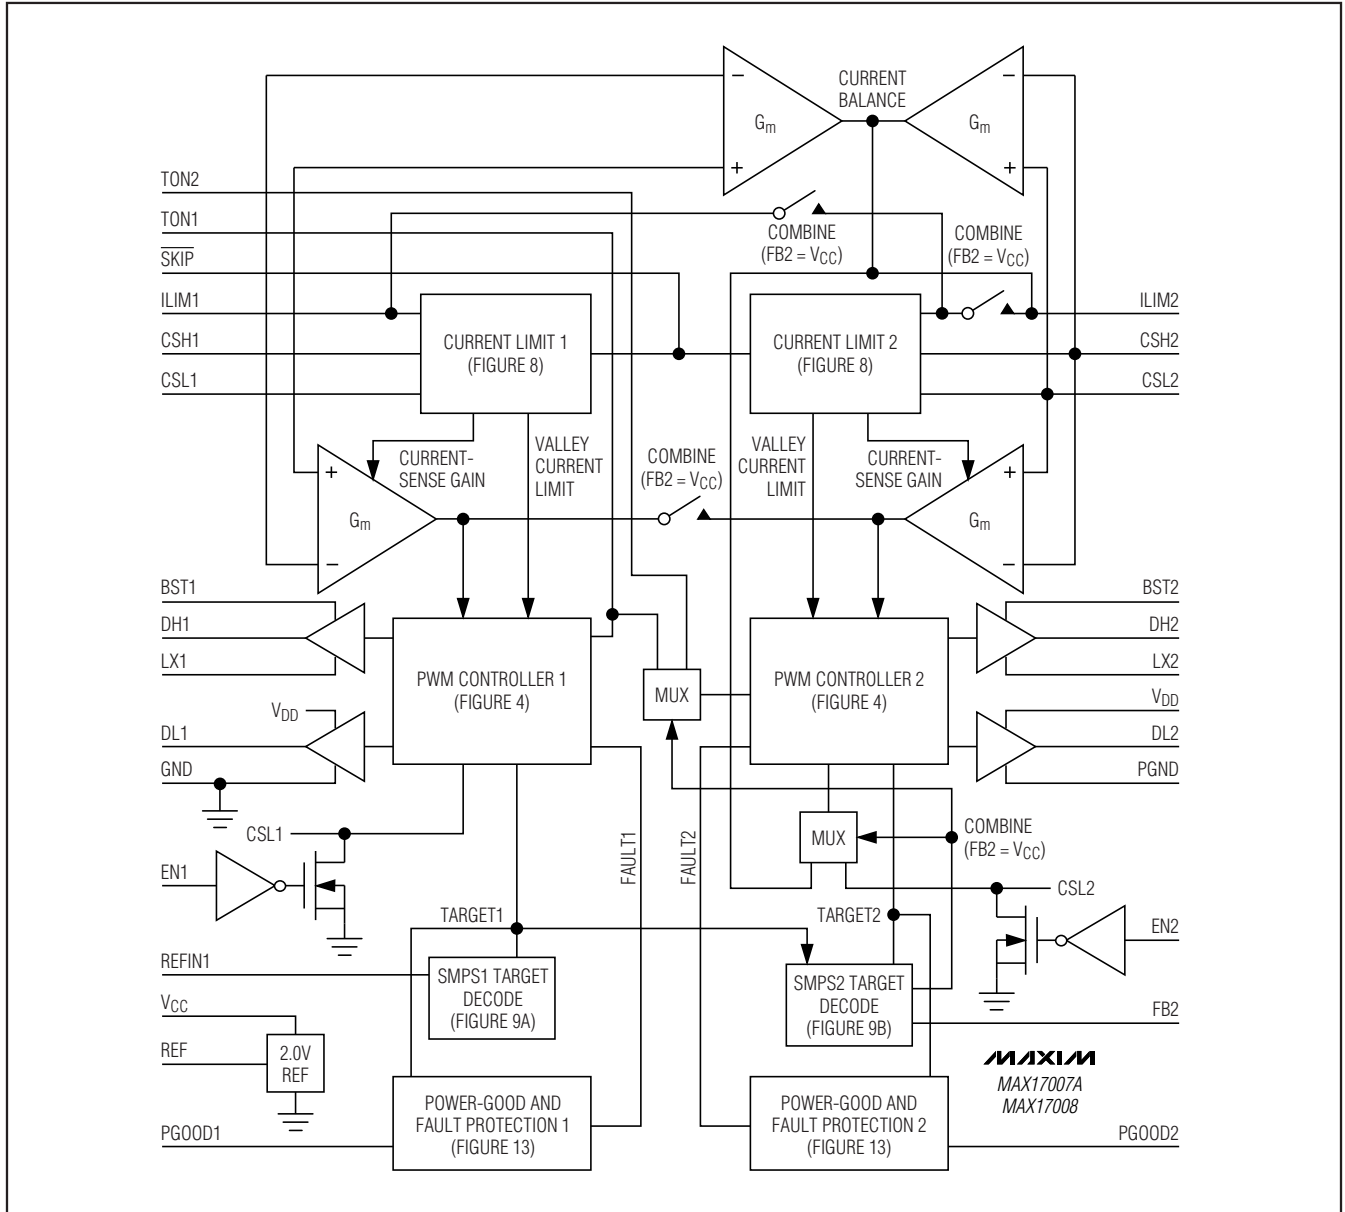 CURRENT
BALANCE
−
−
Gm
Gm
+
+
TON2
TON1
SKIP
ILIM1
CSH1
CSL1
COMBINE
(FB2 = VCC)
COMBINE
(FB2 = VCC)
ILIM2
CSH2
CSL2
CURRENT LIMIT 1
(FIGURE 8)
CURRENT LIMIT 2
(FIGURE 8)
+
Gm
−
CURRENT-
SENSE GAIN
VALLEY
CURRENT
LIMIT
COMBINE
(FB2 = VCC)
VALLEY
CURRENT
LIMIT
CURRENT-
SENSE GAIN
+
Gm
−
BST1
DH1
LX1
VDD
DL1
GND
PWM CONTROLLER 1
(FIGURE 4)
MUX
PWM CONTROLLER 2
(FIGURE 4)
BST2
DH2
LX2
VDD
DL2
PGND
CSL1
EN1
FAULT1
FAULT2
MUX
COMBINE
(FB2 = VCC)
CSL2
EN2
TARGET1
TARGET2
REFIN1
SMPS1 TARGET
DECODE
(FIGURE 9A)
SMPS2 TARGET
DECODE
(FIGURE 9B)
FB2
VCC
REF
2.0V
REF
MAXIM
MAX17007A
MAX17008
PGOOD1
POWER-GOOD AND
FAULT PROTECTION 1
(FIGURE 13)
POWER-GOOD AND
FAULT PROTECTION 2
(FIGURE 13)
PGOOD2